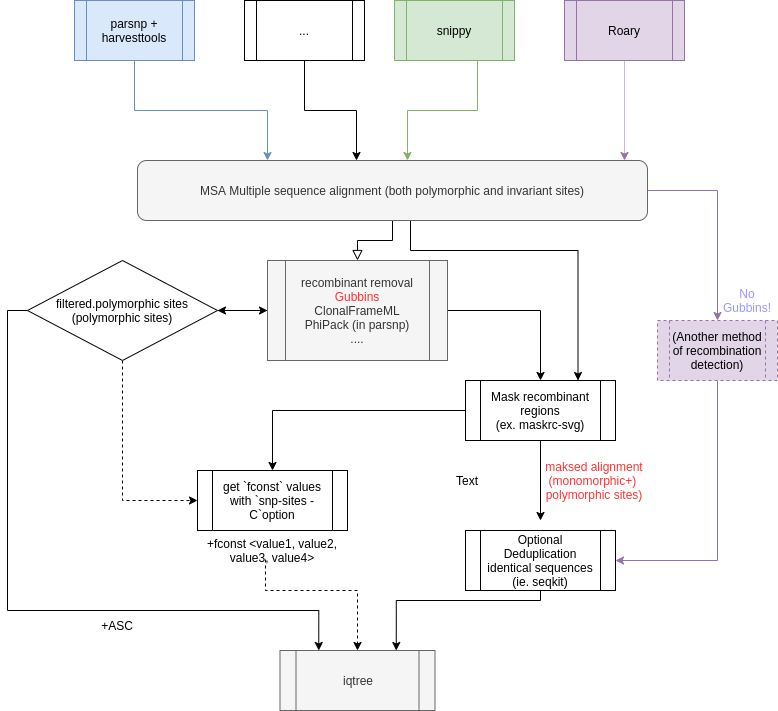 parsnp +
harvesttools
...
snippy
Roary
MSA Multiple sequence alignment (both polymorphic and invariant sites)
No
Gubbins!
filtered.polymorphic sites
(polymorphic sites)
recombinant removal
Gubbins
ClonalFrameML
PhiPack (in parsnp)
....
(Another method
of recombination
detection)
Mask recombinant
regions
(ex. maskrc-svg)
get `fconst` values
with `snp-sites -
C`option
Text
maksed alignment
(monomorphic+)
polymorphic sites)
+fconst <value1, value2,
value3, value4>
Optional
Deduplication
identical sequences
(ie. seqkit)
+ASC
iqtree